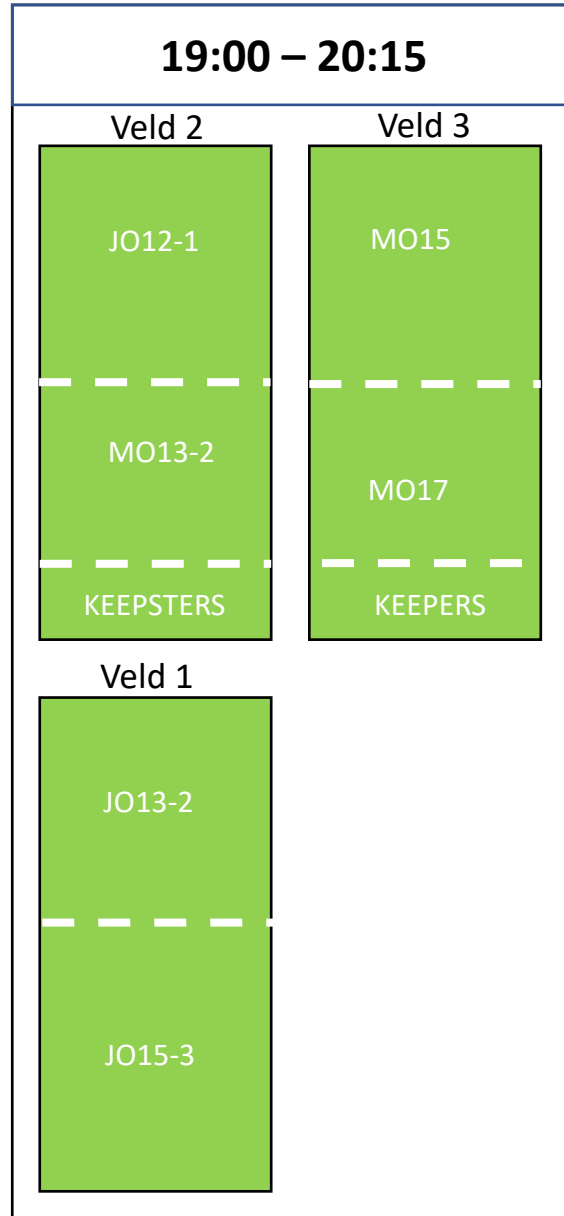 19:00 – 20:15
Veld 2
JO12-1
MO13-2
KEEPSTERS
Veld 3
MO15
MO17
KEEPERS
Veld 1
JO13-2
JO15-3